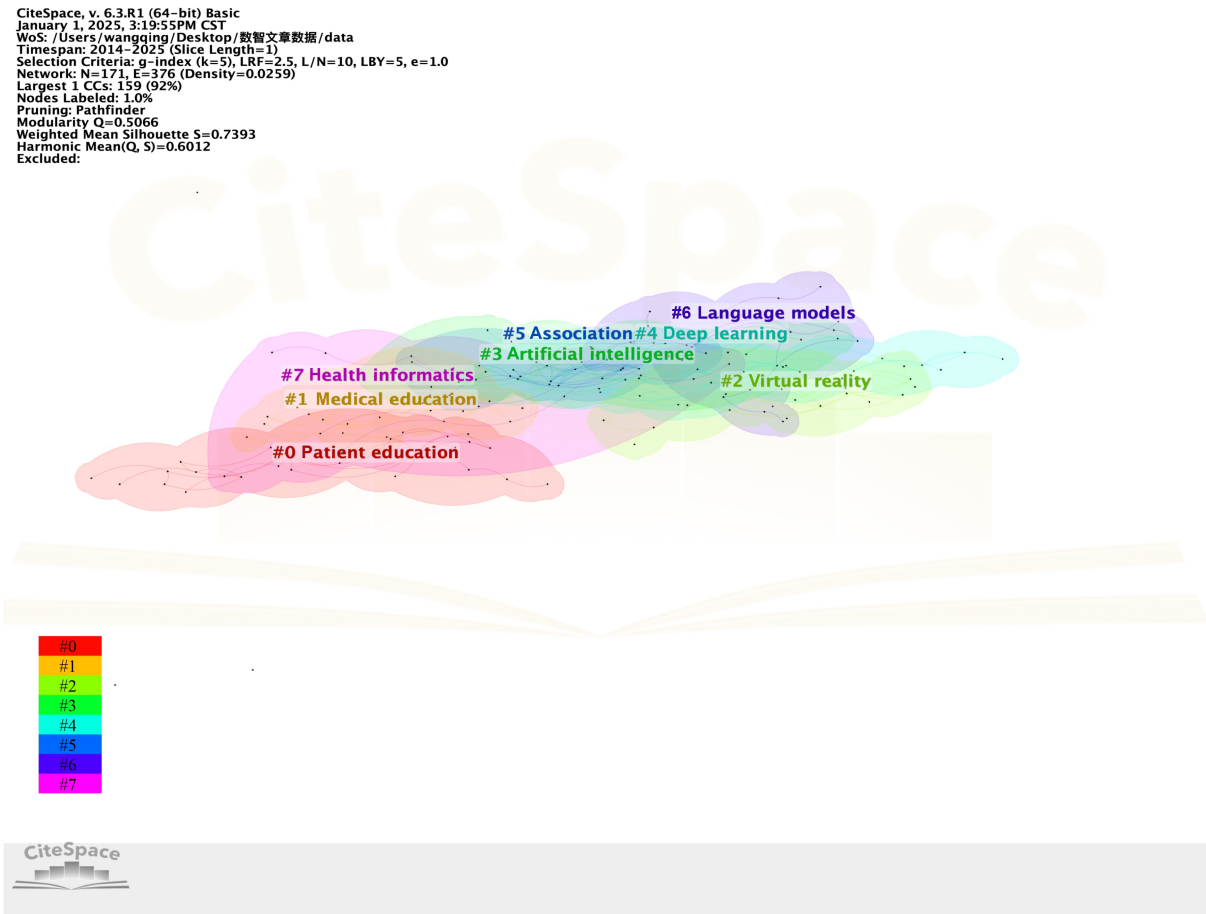 CiteSpace, v. 6.3.R1 (64-bit) Basic
January 1, 2025, 3:19:55PM CST
WoS: /Users/wangqing/Desktop/数智文章数据/data
Timespan: 2014-2025 (Slice Length=1)
Selection Criteria: g-index (k=5), LRF=2.5, L/N=10, LBY=5, e=1.0
Network: N=171, E=376 (Density=0.0259)
Largest 1 CCs: 159 (92%)
Nodes Labeled: 1.0%
Pruning: Pathfinder
Modularity Q=0.5066
Weighted Mean Silhouette S=0.7393
Harmonic Mean(Q, S)=0.6012
Excluded:
CiteSpace
#6 Language models
#5 Association
#4 Deep learning
#3 Artificial intelligence
#7 Health informatics
#2 Virtual reality
#1 Medical education
#0 Patient education
#0
#1
#2
#3
#4
#5
#6
#7
CiteSpace